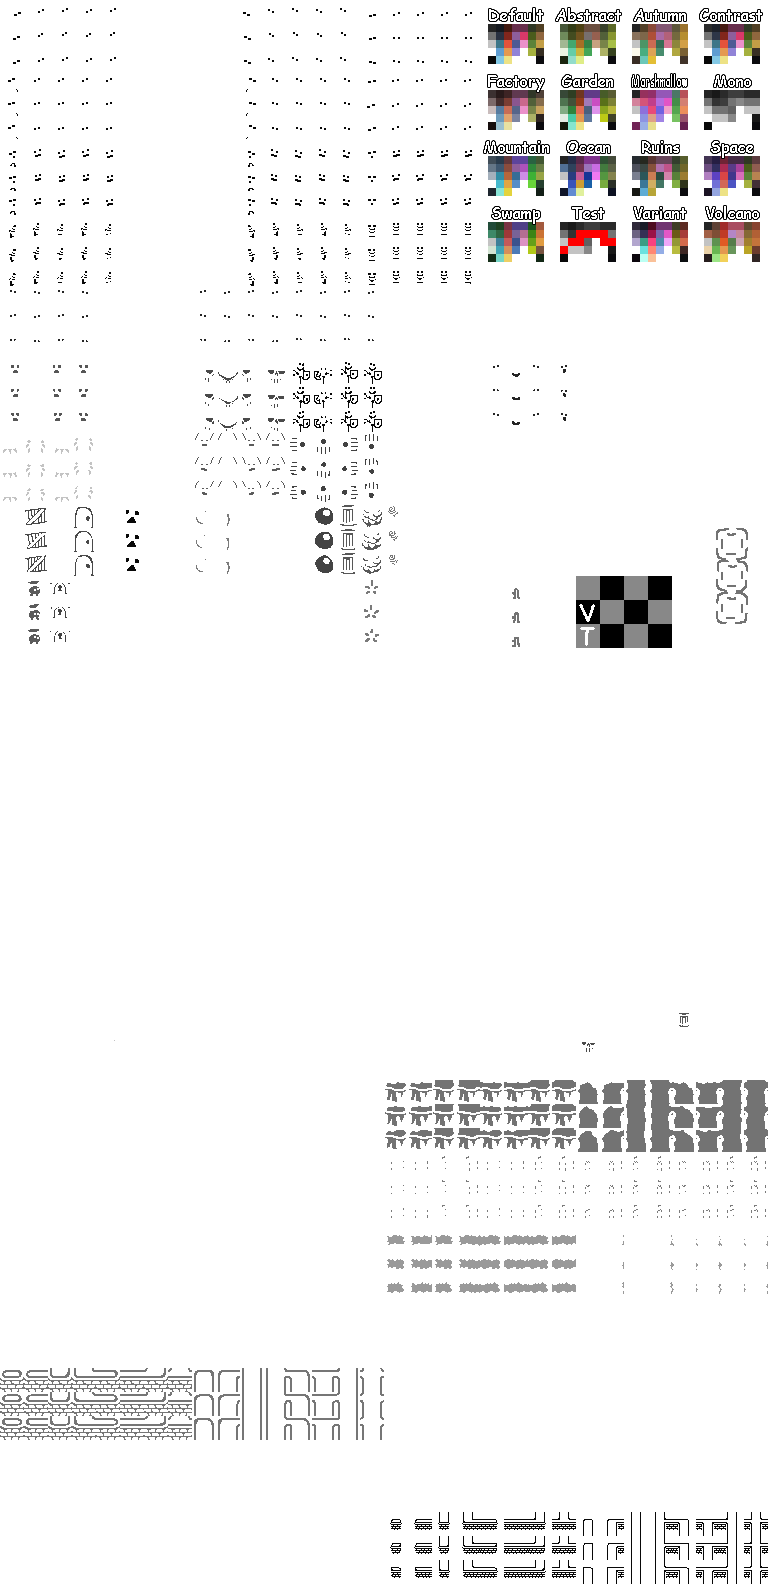 Default Abstract Autumn Contrast
Factory Garden Marshmallow Mono
Mountain Ocean Ruins Space
Swamp Test Variant Volcano
V
T